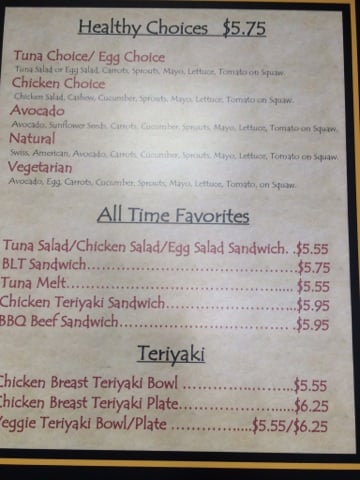 Healthy Choices $5.75
Tuna Choice/ Egg Choice
Tuna Salad or Egg Salad, Carrots, Sprouts, Mayo, Lettuce, Tomato on Squaw.
Chicken Choice
Chicken Salad, Cashew, Cucumber, Sprouts, Mayo, Lettuce, Tomato on Squaw.
Avocado
Avocado, Sunflower Seeds, Carrots, Cucumber, Sprouts, Mayo, Lettuce, Tomato on Squaw.
Natural
Swiss, American, Avocado, Carrots, Cucumber, Sprouts, Mayo, Lettuce, Tomato on Squaw
Vegetarian
Avocado, Egg, Carrots, Cucumber, Sprouts, Mayo, Lettuce, Tomato, on Squaw.
All Time Favorites
Tuna Salad/Chicken Salad/Egg Salad Sandwich. .$5.55
BLT Sandwich..............................$5.75
Tuna Melt.................................. $5.55
Chicken Teriyaki Sandwich...................$5.95
BBQ Beef Sandwich.........................$5.95
Teriyaki
Chicken Breast Teriyaki Bowl ................$5.55
Chicken Breast Teriyaki Plate.................$6.25
Veggie Teriyaki Bowl/Plate ............$5.55/$6.25